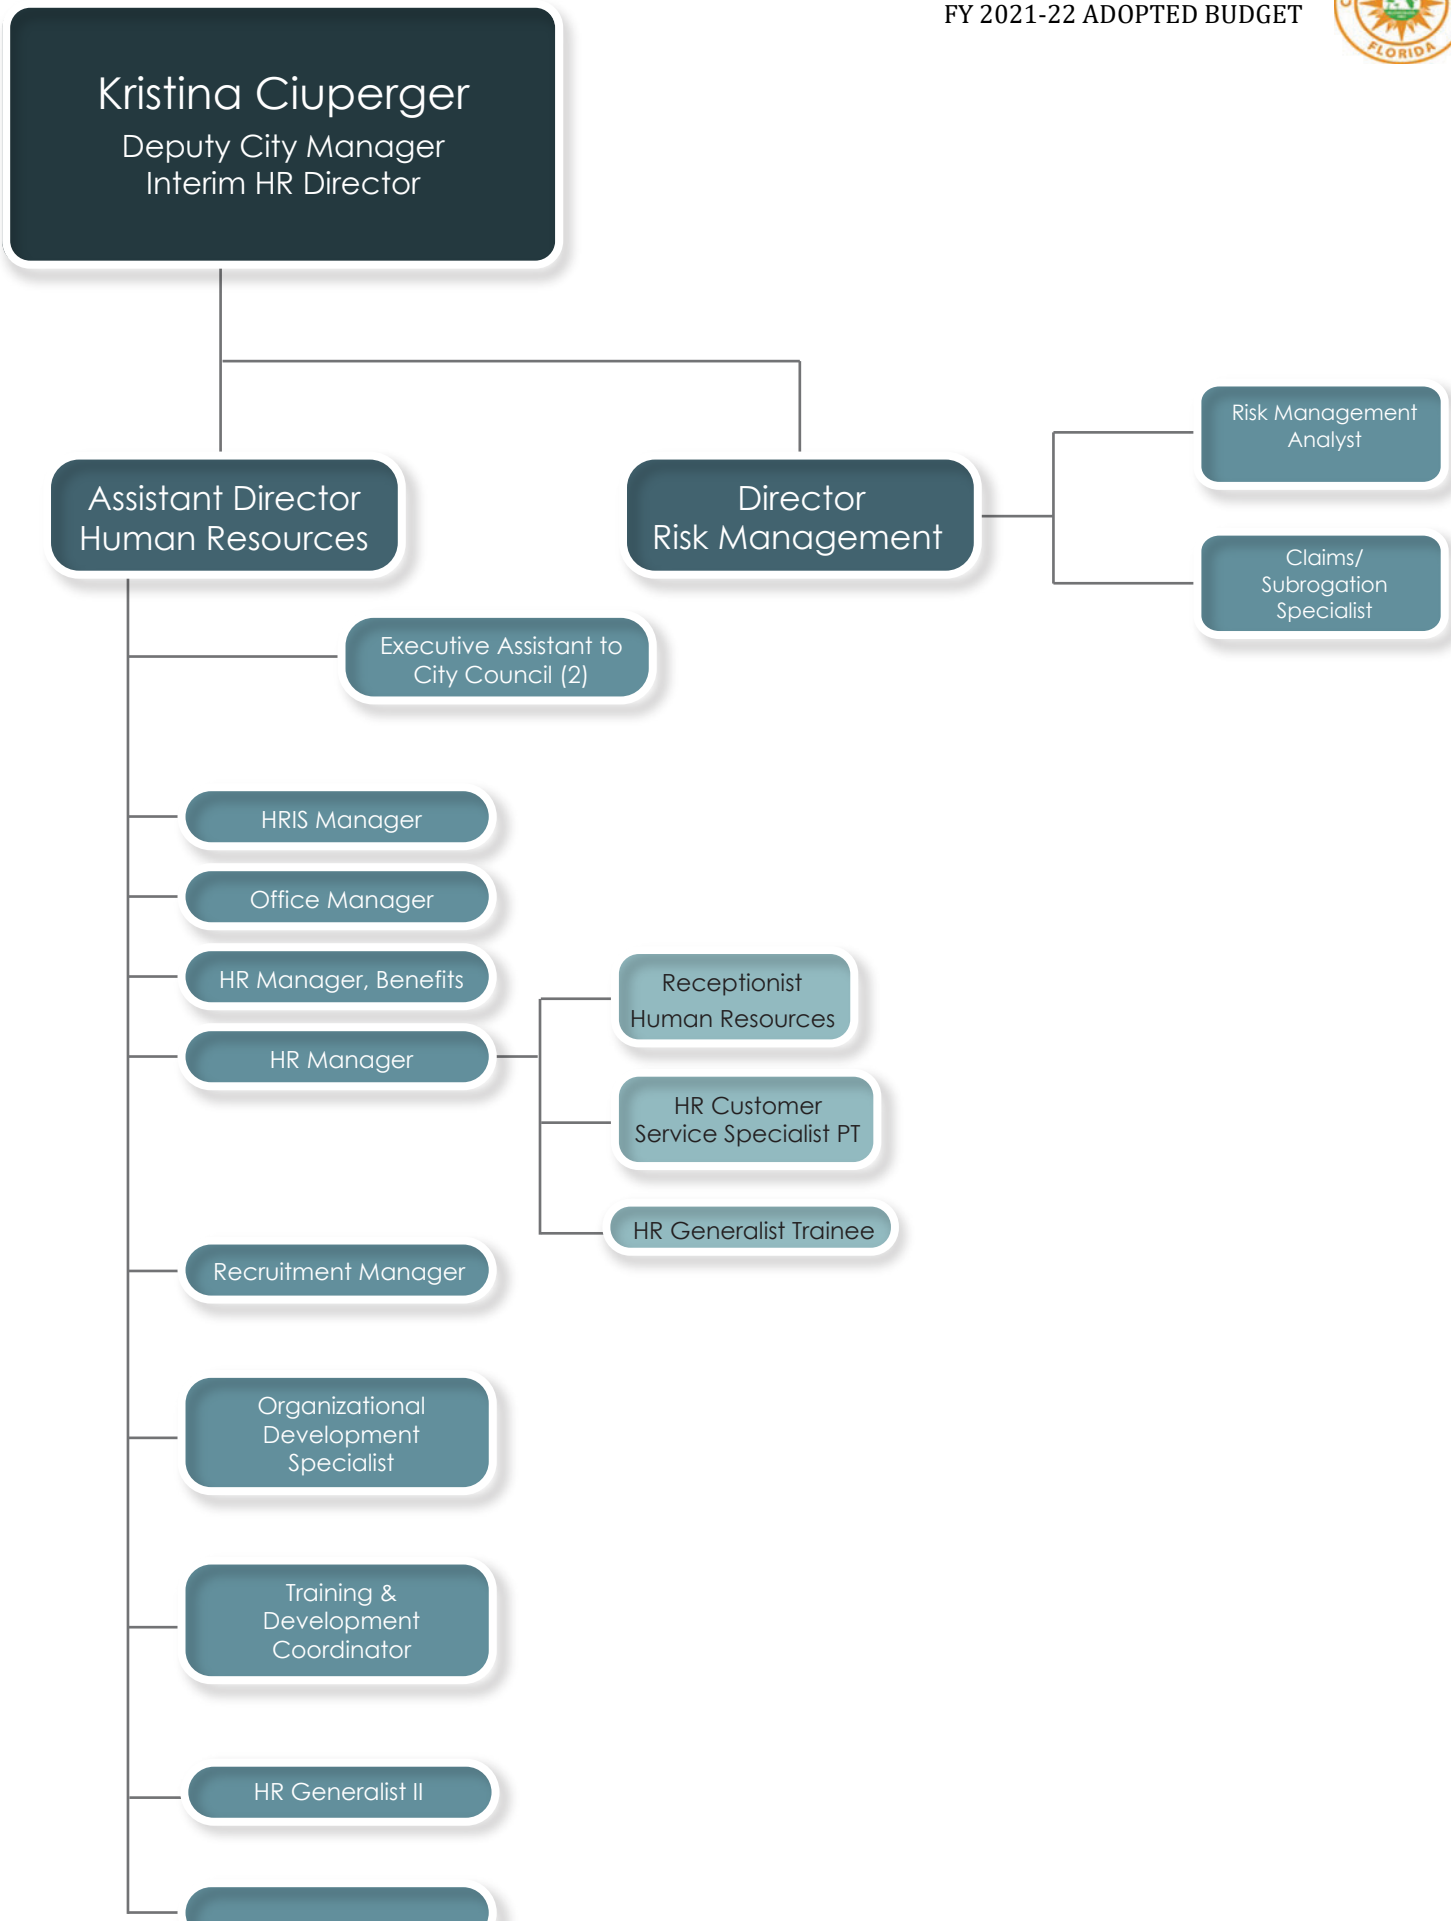 FY 2021-22 ADOPTED BUDGET
FLORIDA
Kristina Ciuperger
Deputy City Manager
Interim HR Director
Risk Management
Analyst
Assistant Director
Human Resources
Director
Risk Management
Claims/
Subrogation
Specialist
Executive Assistant to
City Council (2)
HRIS Manager
Office Manager
HR Manager, Benefits
HR Manager
Receptionist
Human Resources
HR Customer
Service Specialist PT
HR Generalist Trainee
Recruitment Manager
Organizational
Development
Specialist
Training &
Development
Coordinator
HR Generalist II